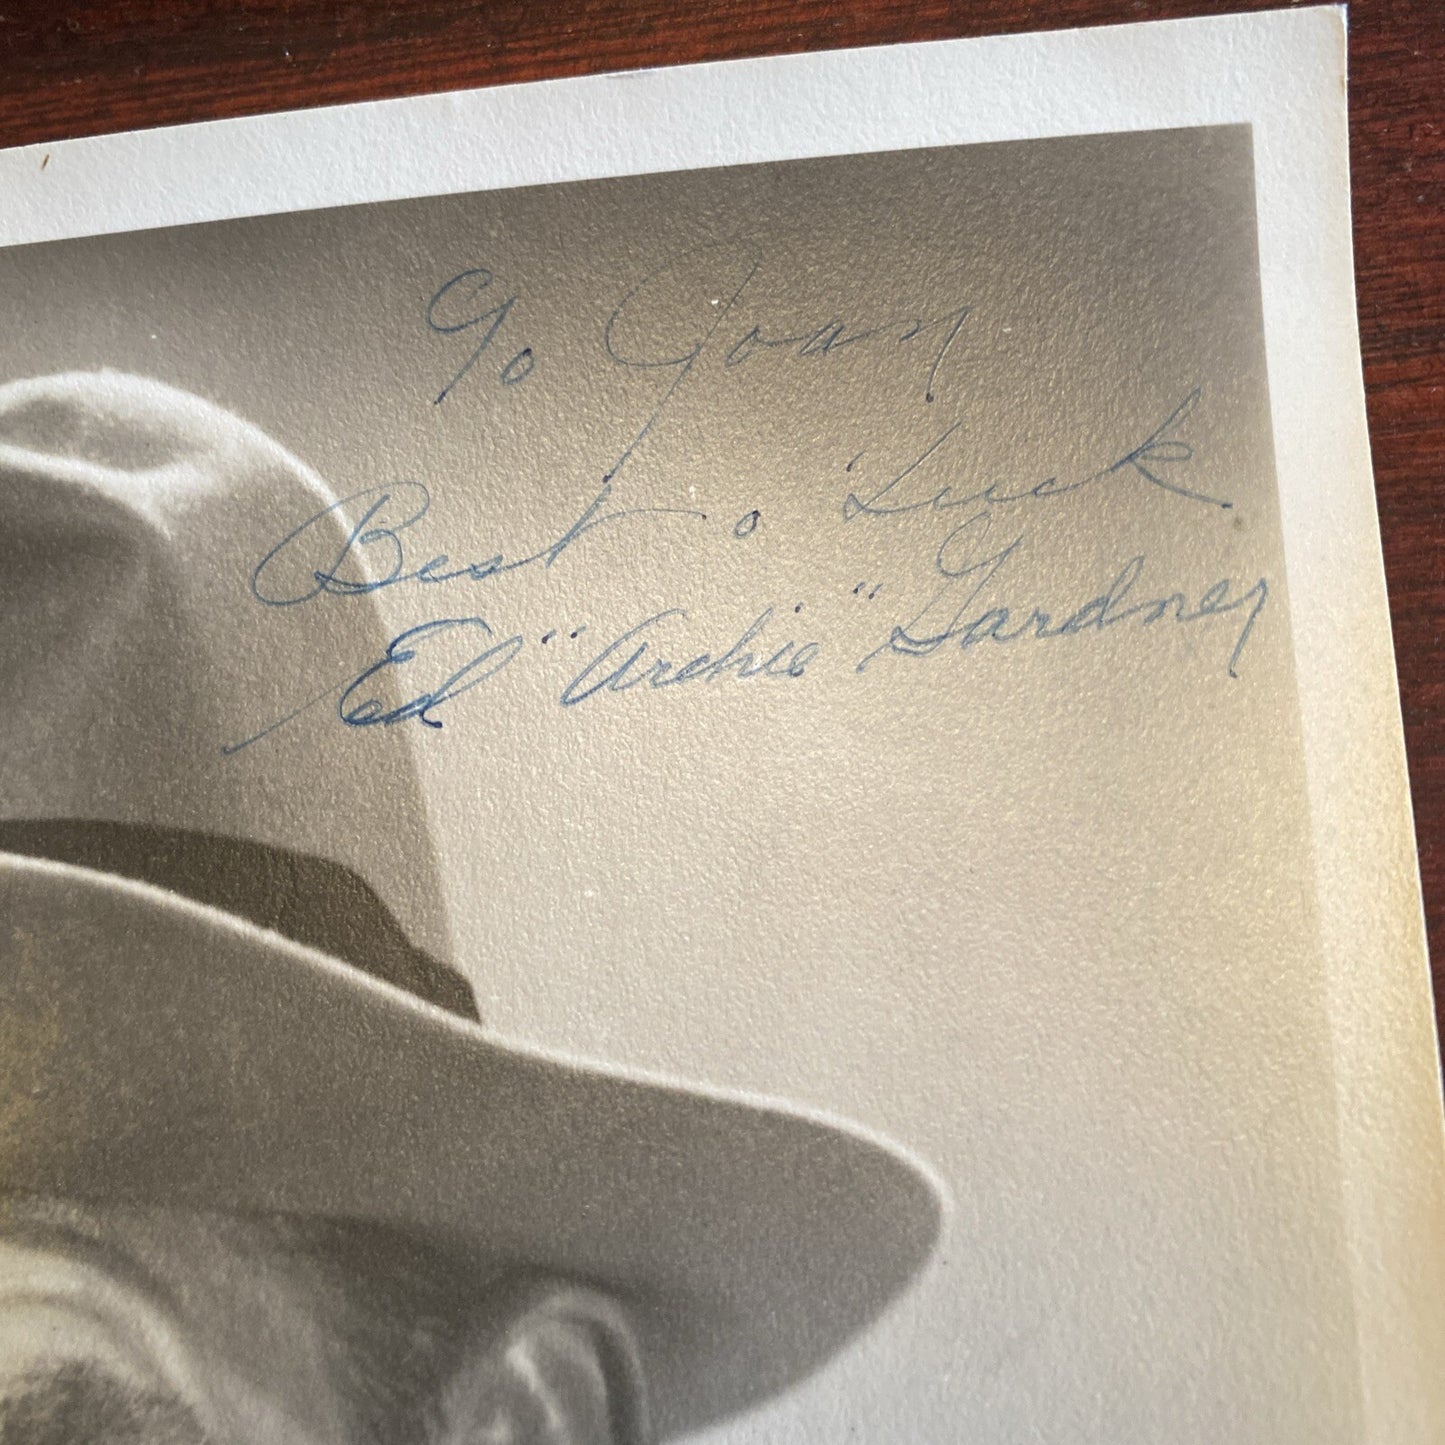 To Joan
Best o' Luck
Ed "Archie" Gardner